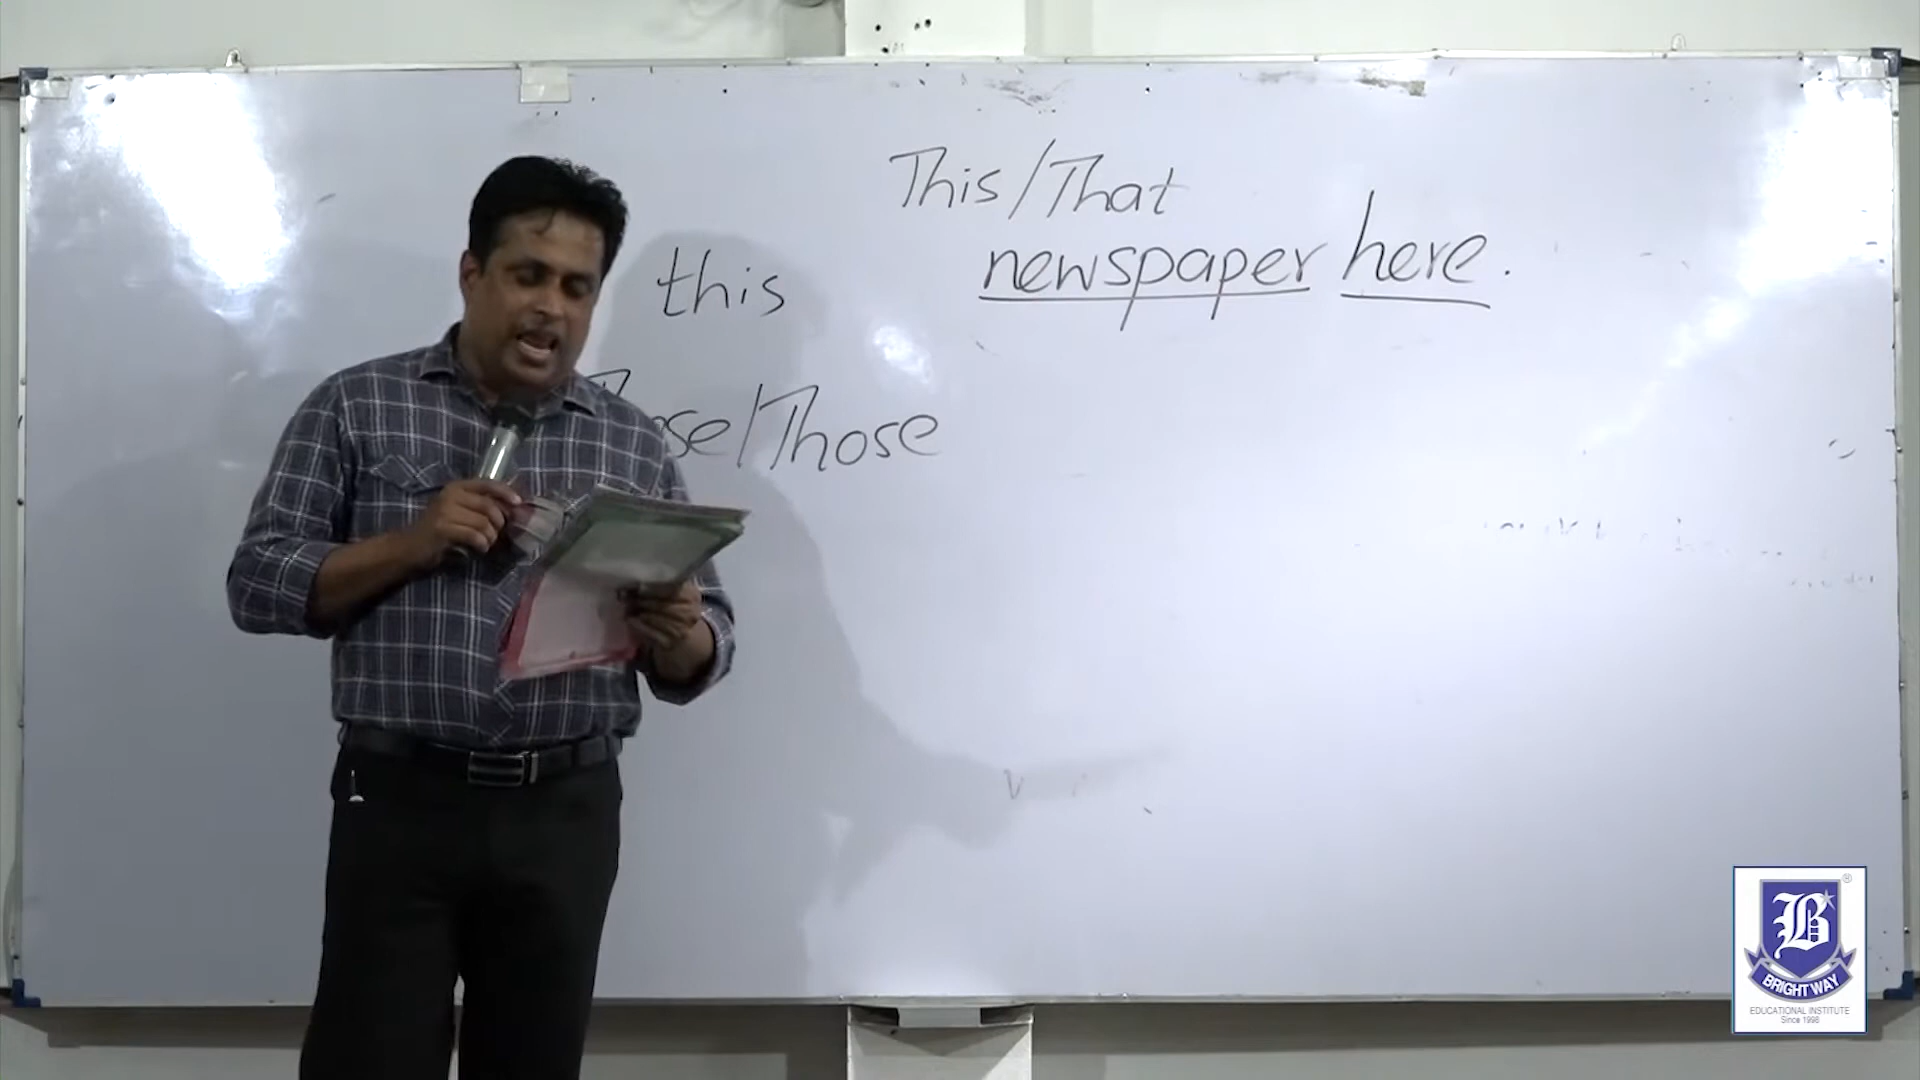 This/That
this newspaper here.
Those
B
BRIGHT WAY
EDUCATIONAL INSTITUTE
Since 1998
®